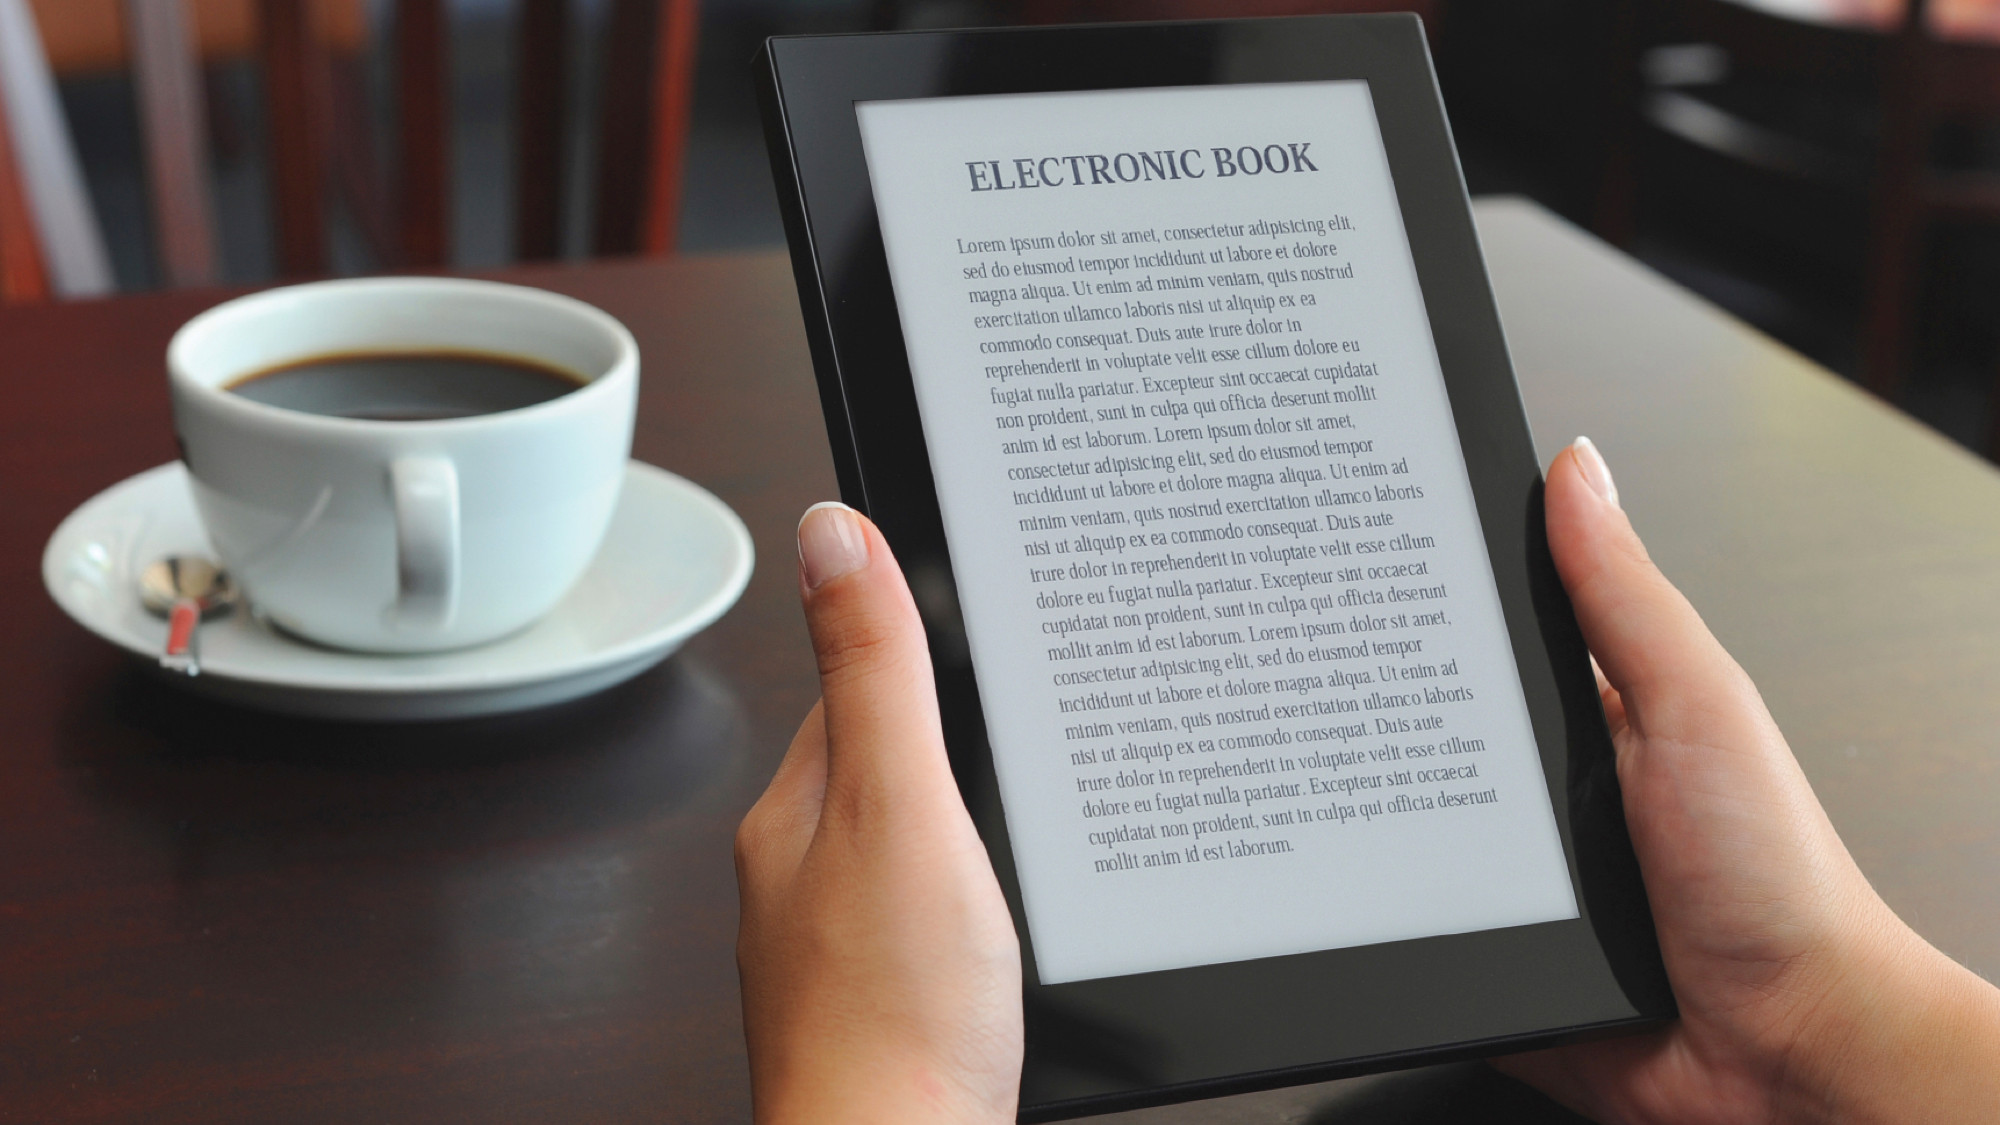 ELECTRONIC BOOK
Lorem ipsum dolor sit amet, consectetur adipisicing elit,
sed do eiusmod tempor incididunt ut labore et dolore
magna aliqua. Ut enim ad minim veniam, quis nostrud
exercitation ullamco laboris nisi ut aliquip ex ea
commodo consequat. Duis aute irure dolor in
reprehenderit in voluptate velit esse cillum dolore eu
fugiat nulla pariatur. Excepteur sint occaecat cupidatat
non proident, sunt in culpa qui officia deserunt mollit
anim id est laborum. Lorem ipsum dolor sit amet,
consectetur adipisicing elit, sed do eiusmod tempor
incididunt ut labore et dolore magna aliqua. Ut enim ad
minim veniam, quis nostrud exercitation ullamco laboris
nisi ut aliquip ex ea commodo consequat. Duis aute
irure dolor in reprehenderit in voluptate velit esse cillum
dolore eu fugiat nulla pariatur. Excepteur sint occaecat
cupidatat non proident, sunt in culpa qui officia deserunt
mollit anim id est laborum. Lorem ipsum dolor sit amet,
consectetur adipisicing elit, sed do eiusmod tempor
incididunt ut labore et dolore magna aliqua. Ut enim ad
minim veniam, quis nostrud exercitation ullamco laboris
nisi ut aliquip ex ea commodo consequat. Duis aute
irure dolor in reprehenderit in voluptate velit esse cillum
dolore eu fugiat nulla pariatur. Excepteur sint occaecat
cupidatat non proident, sunt in culpa qui officia deserunt
mollit anim id est laborum.